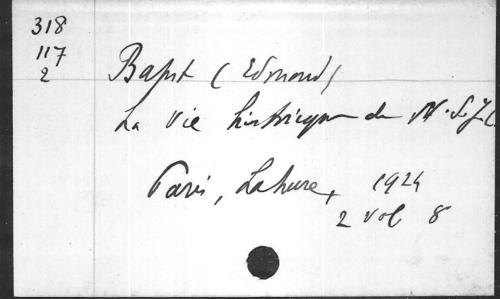 318
117
2
Bapst (Edmond)
La Vie historique de N. S. J. C
Paris, Lahure, 1924
2 vol 8